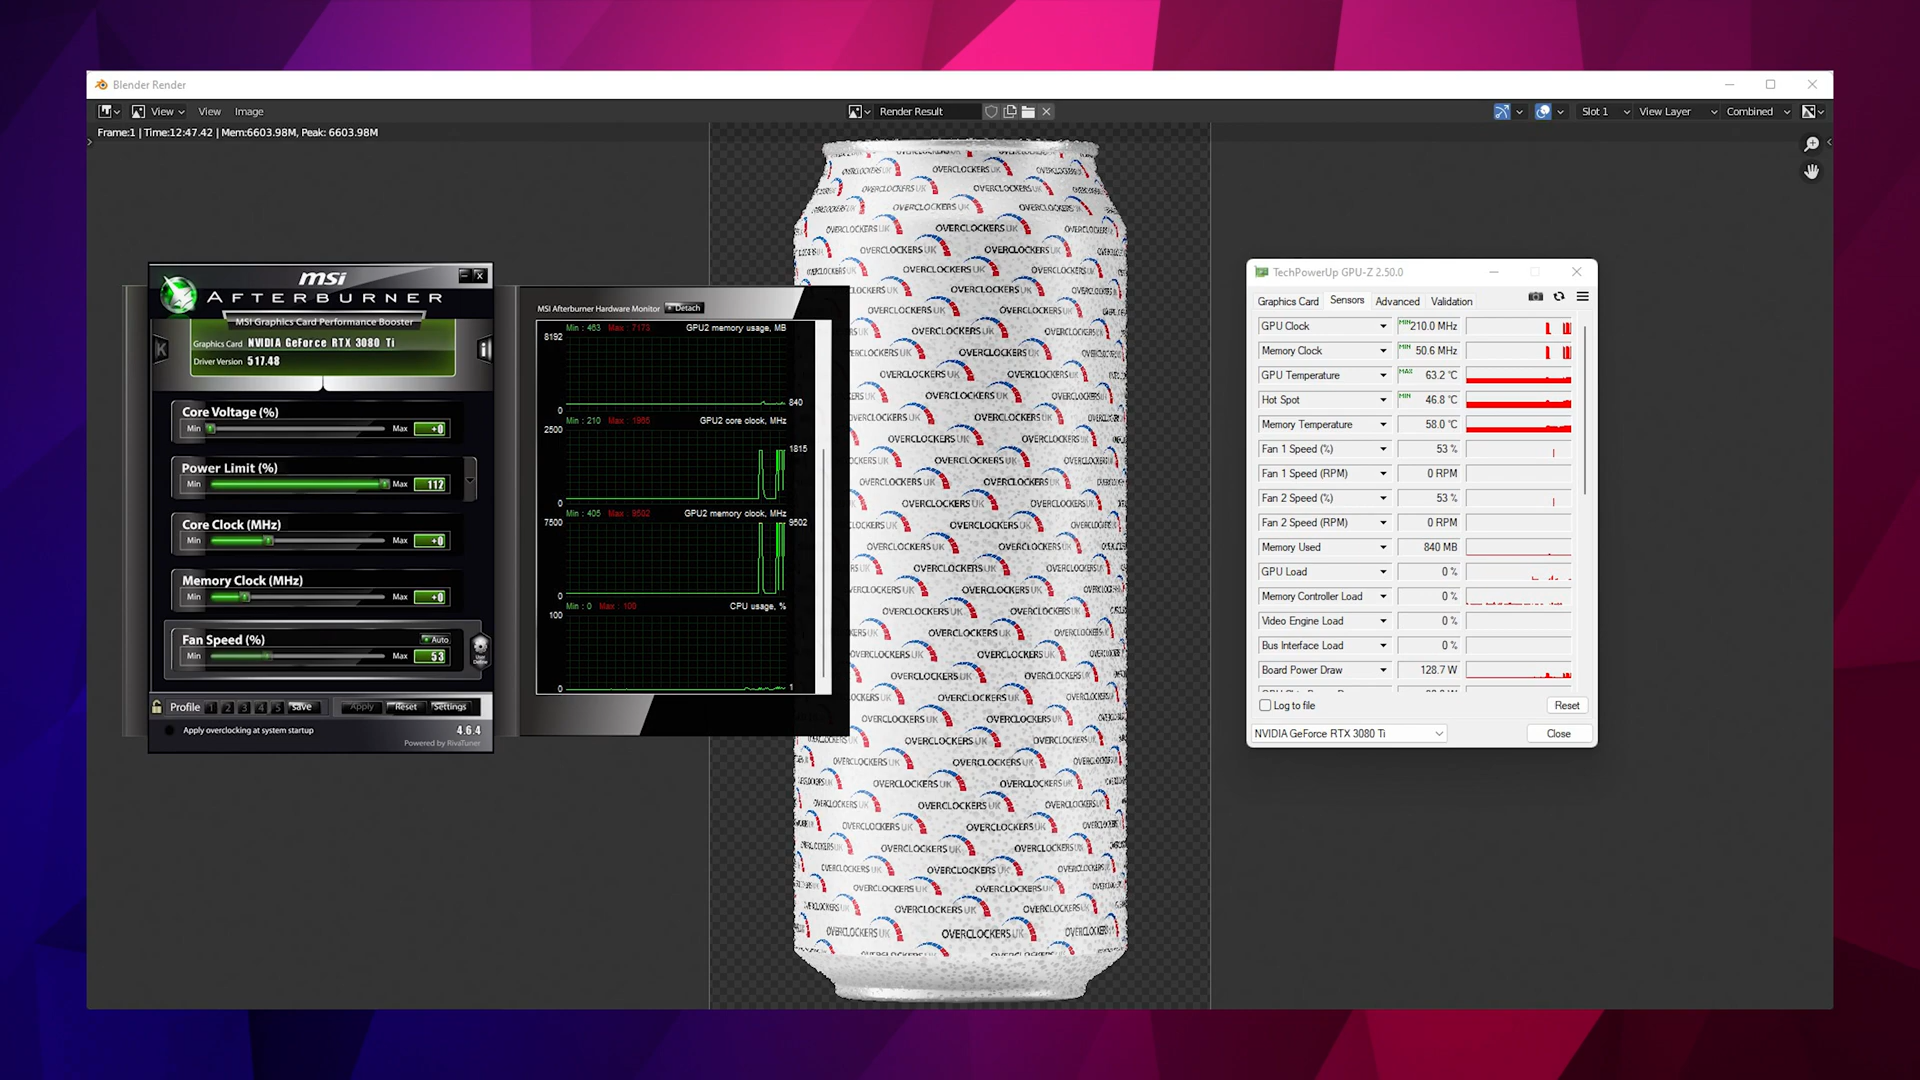 Blender Render
View View Image Render Result Slot 1 View Layer Combined
Frame:1 | Time:12:47.42 | Mem:6603.98M, Peak: 6603.98M
msi
AFTERBURNER
MSI Graphics Card Performance Booster
Graphics Card NVIDIA GeForce RTX 3080 Ti
Driver Version 517.48
K
i
Core Voltage (%)
Min Max +0
Power Limit (%)
Min Max 112
Core Clock (MHz)
Min Max +0
Memory Clock (MHz)
Min Max +0
Fan Speed (%) Auto
Min Max 53
Profile 1 2 3 4 5 Save Apply Reset Settings
Apply overclocking at system startup 4.6.4
Powered by RivaTuner
MSI Afterburner Hardware Monitor Detach
Min : 463 Max : 7173 GPU2 memory usage, MB
8192
840
0
Min : 210 Max : 1985 GPU2 core clock, MHz
2500
1815
0
Min : 405 Max : 9502 GPU2 memory clock, MHz
7500
9502
0
Min : 0 Max : 100 CPU usage, %
100
1
0
OVERCLOCKERS UK
TechPowerUp GPU-Z 2.50.0
Graphics Card Sensors Advanced Validation
GPU Clock MIN 210.0 MHz
Memory Clock MIN 50.6 MHz
GPU Temperature MAX 63.2 °C
Hot Spot MIN 46.8 °C
Memory Temperature 58.0 °C
Fan 1 Speed (%) 53 %
Fan 1 Speed (RPM) 0 RPM
Fan 2 Speed (%) 53 %
Fan 2 Speed (RPM) 0 RPM
Memory Used 840 MB
GPU Load 0 %
Memory Controller Load 0 %
Video Engine Load 0 %
Bus Interface Load 0 %
Board Power Draw 128.7 W
Log to file Reset
NVIDIA GeForce RTX 3080 Ti Close